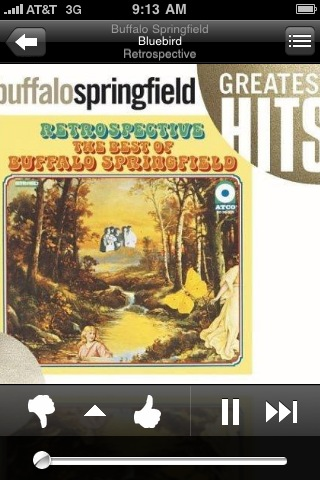 AT&T 3G 9:13 AM
Buffalo Springfield
Bluebird
Retrospective
buffalospringfield
GREATES
HITS
RETROSPECTIVE
THE BEST OF
BUFFALO SPRINGFIELD
STEREO
ATCO